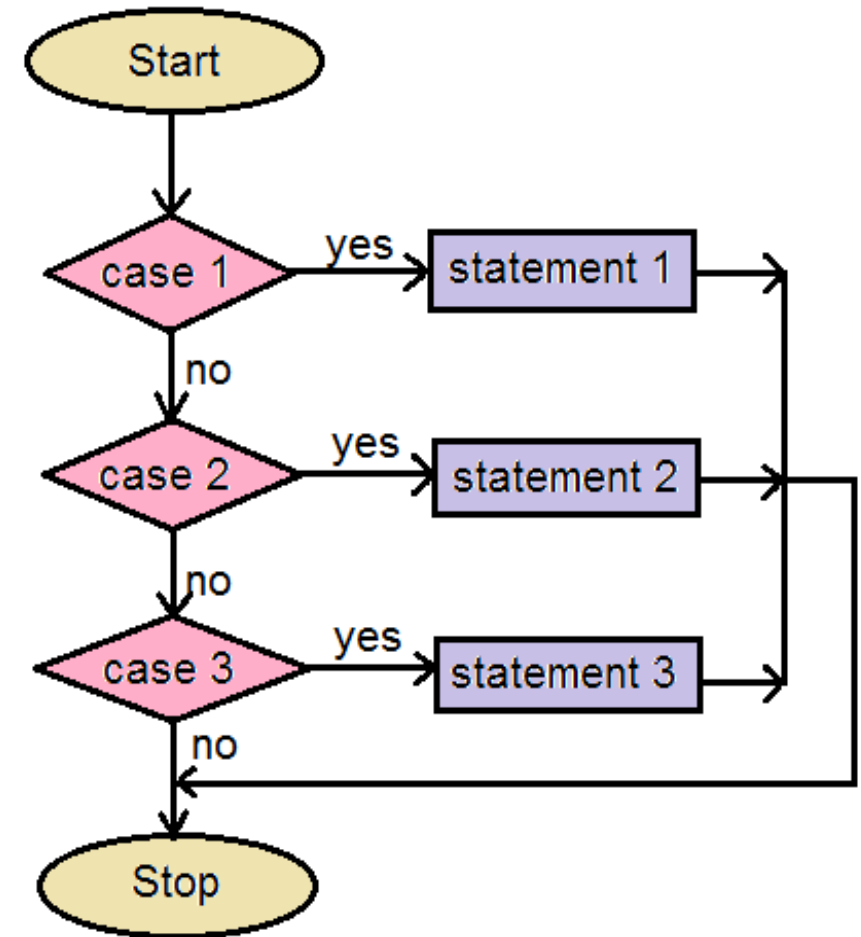 Start
case 1
yes
statement 1
no
case 2
yes
statement 2
no
case 3
yes
statement 3
no
Stop